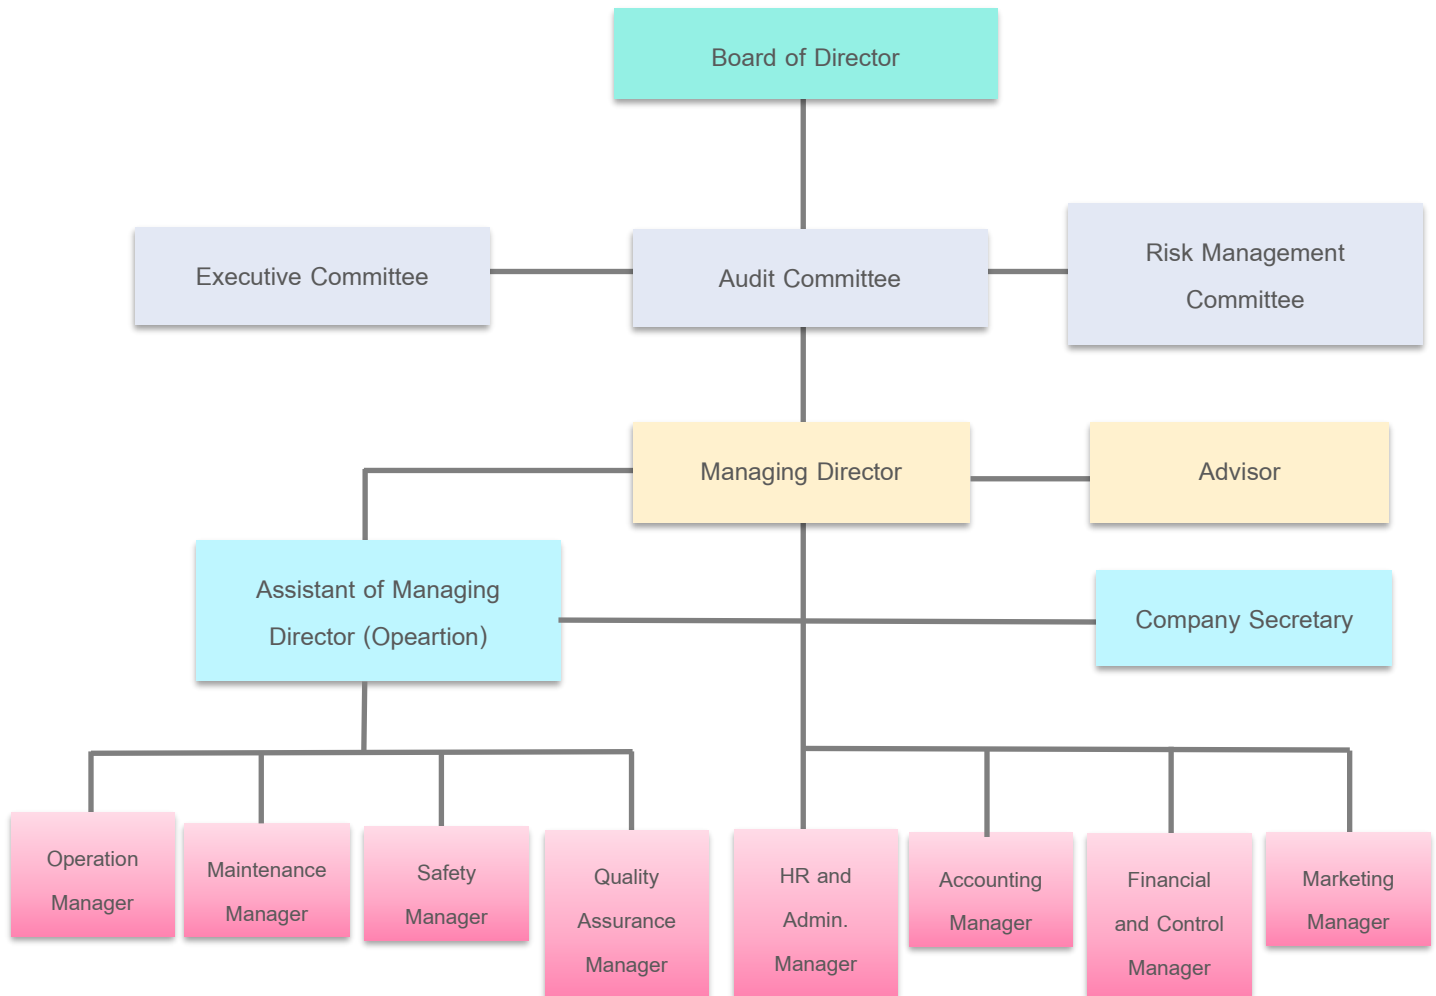 Board of Director
Executive Committee
Audit Committee
Risk Management
Committee
Managing Director
Advisor
Assistant of Managing
Director (Opeartion)
Company Secretary
Operation
Manager
Maintenance
Manager
Safety
Manager
Quality
Assurance
Manager
HR and
Admin.
Manager
Accounting
Manager
Financial
and Control
Manager
Marketing
Manager